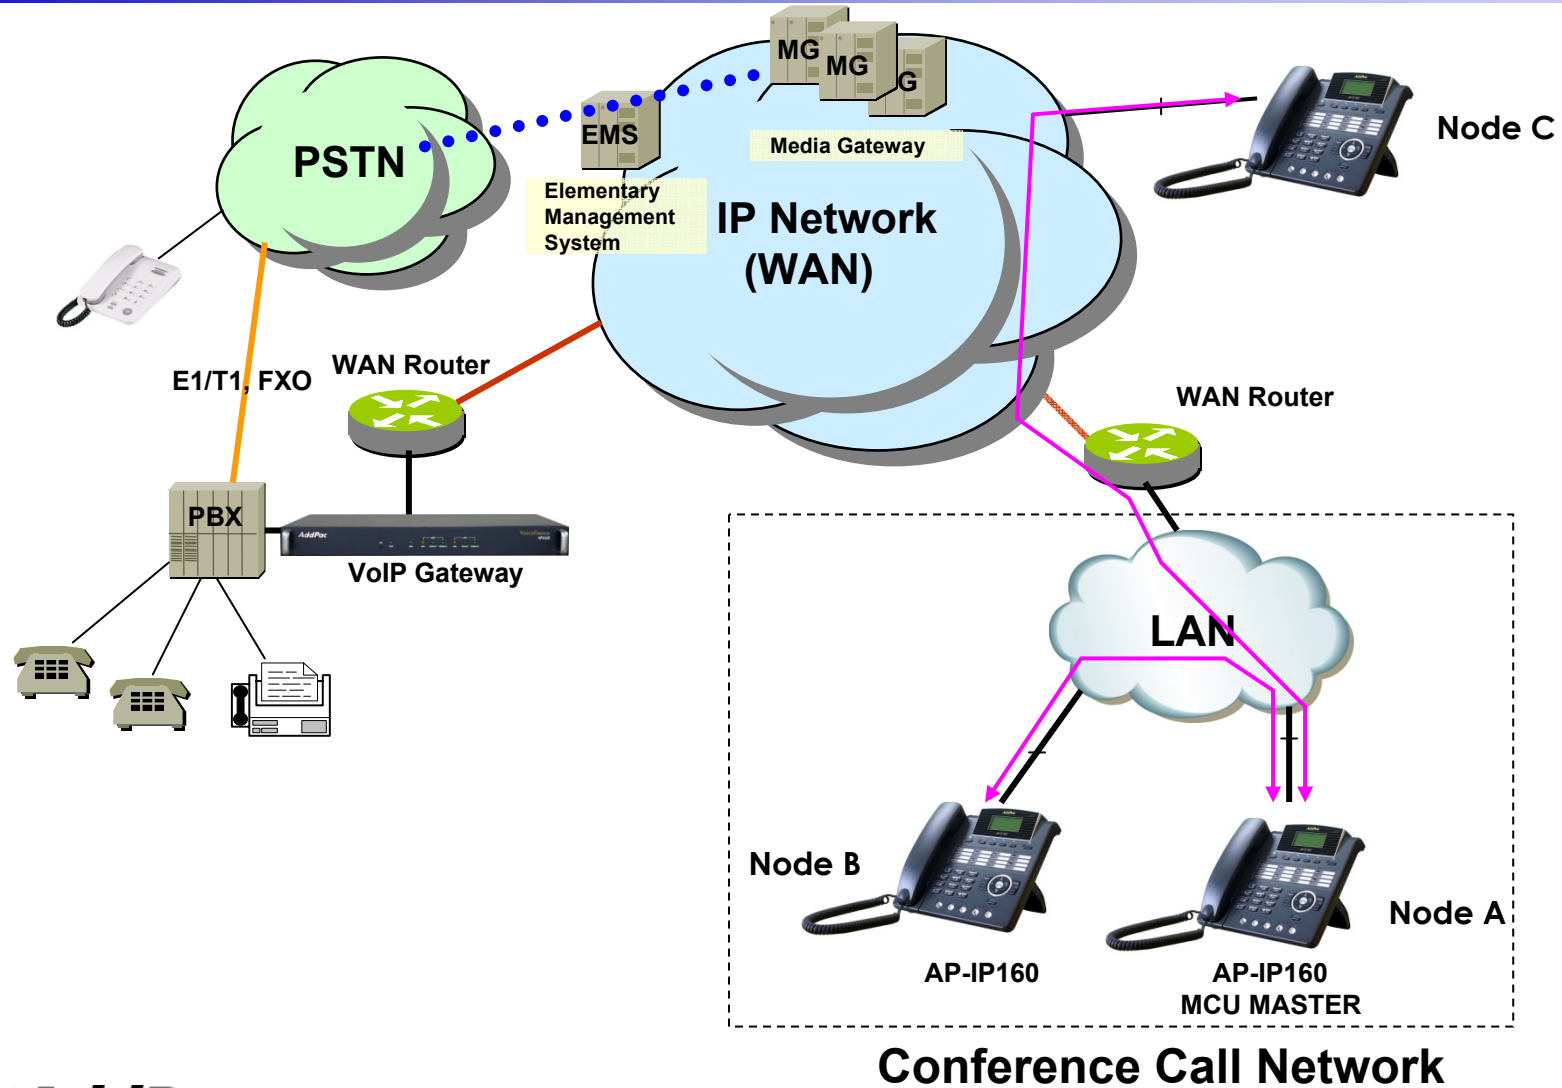 MG
MG
G
EMS
Media Gateway
Node C
PSTN
Elementary
Management
System
IP Network
(WAN)
WAN Router
E1/T1, FXO
WAN Router
PBX
AddPac
VoIP Gateway
LAN
Node B
Node A
AP-IP160
AP-IP160
MCU MASTER
Conference Call Network